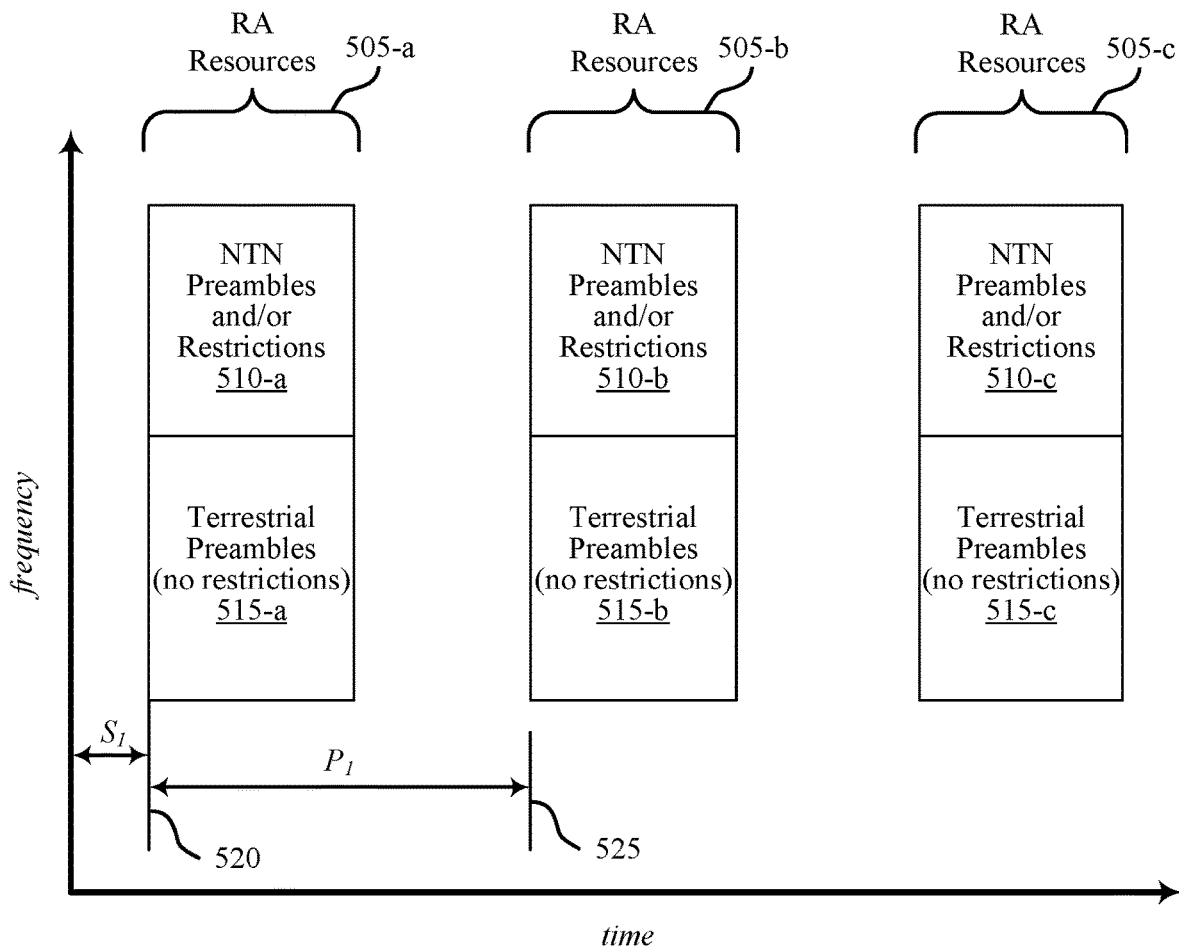 RA
Resources
505-a
RA
Resources
505-b
RA
Resources
505-c
NTN
Preambles
and/or
Restrictions
510-a
NTN
Preambles
and/or
Restrictions
510-b
NTN
Preambles
and/or
Restrictions
510-c
Terrestrial
Preambles
(no restrictions)
515-a
Terrestrial
Preambles
(no restrictions)
515-b
Terrestrial
Preambles
(no restrictions)
515-c
frequency
S1
P1
520
525
time